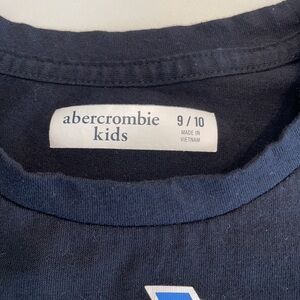 abercrombie
kids
9 / 10
MADE IN
VIETNAM